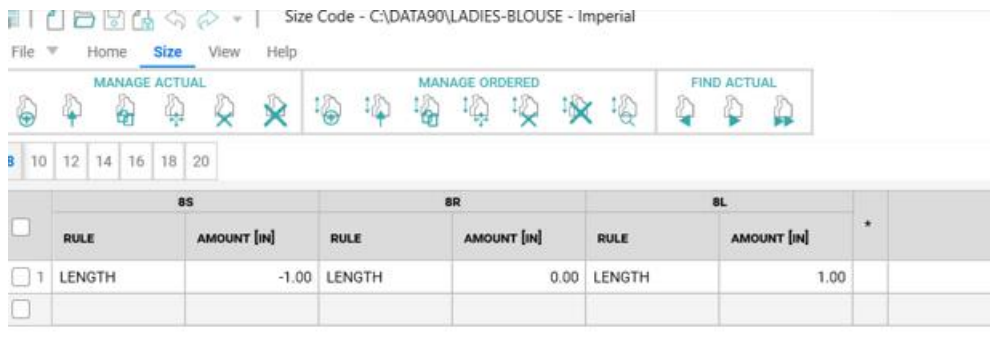 Size Code - C:\DATA90\LADIES-BLOUSE - Imperial
File Home Size View Help
MANAGE ACTUAL MANAGE ORDERED FIND ACTUAL
8 10 12 14 16 18 20
8S 8R 8L
RULE AMOUNT [IN] RULE AMOUNT [IN] RULE AMOUNT [IN] *
1 LENGTH -1.00 LENGTH 0.00 LENGTH 1.00